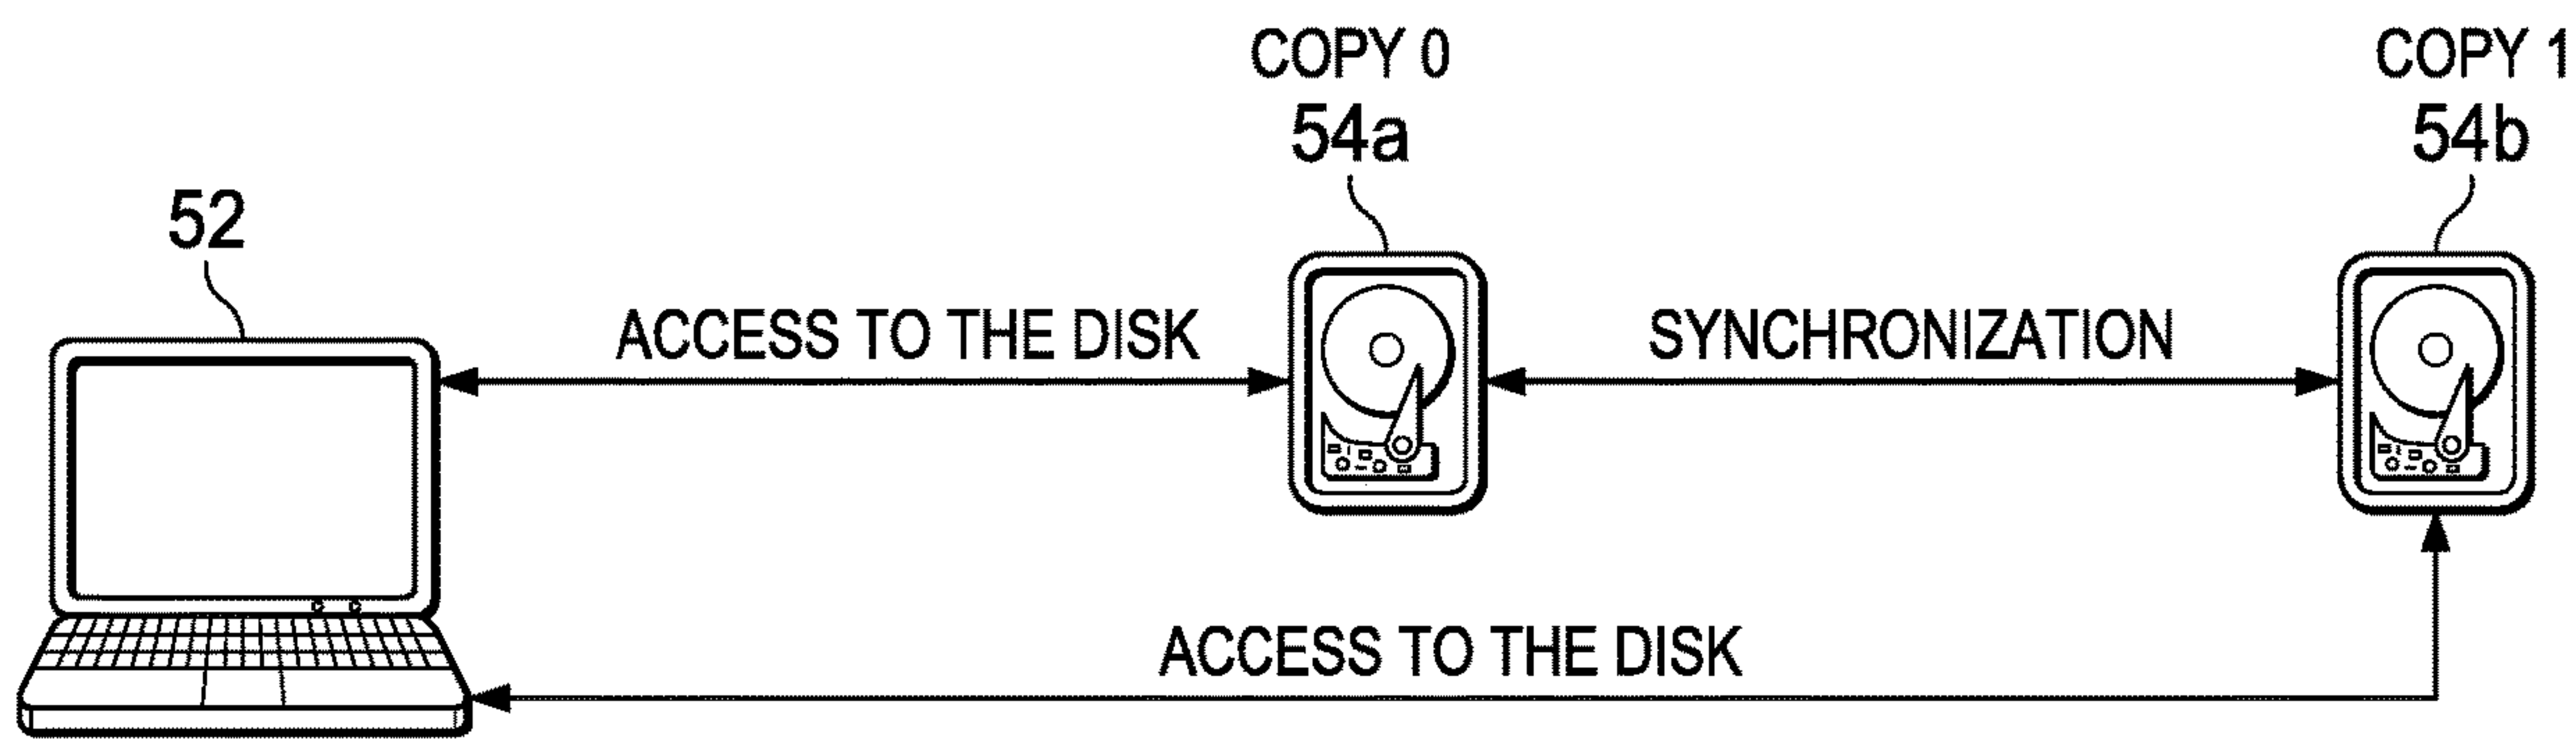 COPY 0
54a
COPY 1
54b
52
ACCESS TO THE DISK
SYNCHRONIZATION
ACCESS TO THE DISK